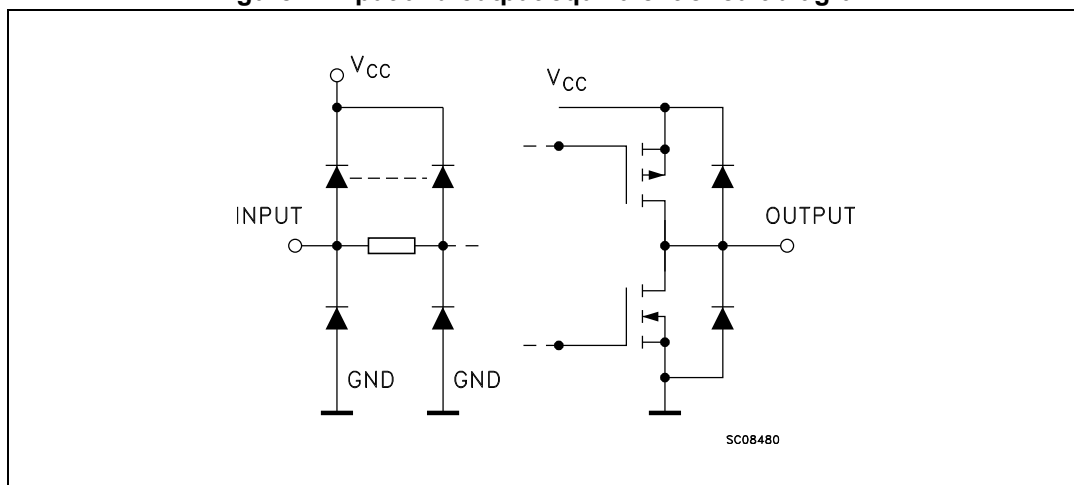 VCC
VCC
INPUT
OUTPUT
GND
GND
SC08480